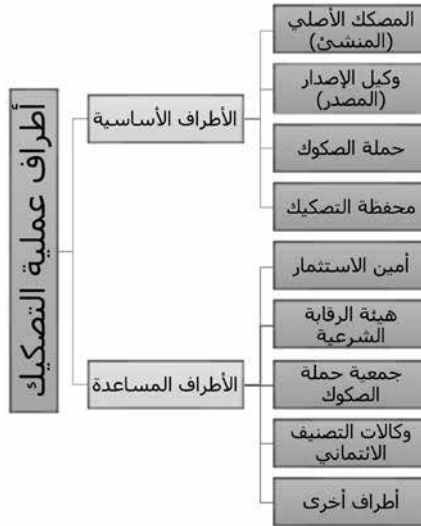 أطراف عملية التصكيك
الأطراف الأساسية
المصكك الأصلي
(المنشئ)
وكيل الإصدار
(المصدر)
حملة الصكوك
محفظة التصكيك
الأطراف المساعدة
أمين الاستثمار
هيئة الرقابة
الشرعية
جمعية حملة
الصكوك
وكالات التصنيف
الائتماني
أطراف أخرى